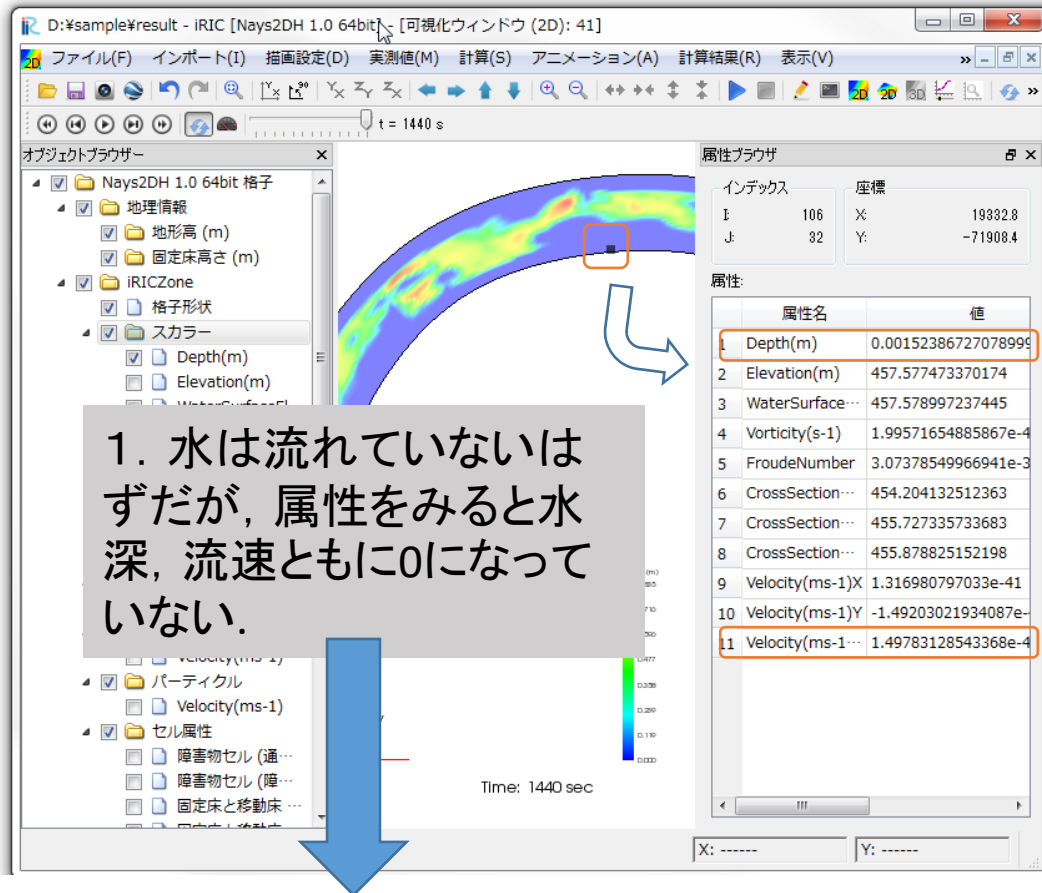 D:¥sample¥result - iRIC [Nays2DH 1.0 64bit] - [可視化ウィンドウ (2D): 41]
ファイル(F) インポート(I) 描画設定(D) 実測値(M) 計算(S) アニメーション(A) 計算結果(R) 表示(V) »
t = 1440 s
オブジェクトブラウザー
Nays2DH 1.0 64bit 格子
地理情報
地形高 (m)
固定床高さ (m)
iRICZone
格子形状
スカラー
Depth(m)
Elevation(m)
1. 水は流れていないは
ずだが, 属性をみると水
深, 流速ともに0になって
いない.
Velocity(ms-1)
パーティクル
Velocity(ms-1)
セル属性
障害物セル (通…
障害物セル (障…
固定床と移動床 …
0.477
0.358
0.239
0.119
0.000
Time: 1440 sec
属性ブラウザ
インデックス 座標
I: 106 X: 19332.8
J: 32 Y: -71908.4
属性:
属性名 値
1 Depth(m) 0.00152386727078999
2 Elevation(m) 457.577473370174
3 WaterSurface… 457.578997237445
4 Vorticity(s-1) 1.99571654885867e-4
5 FroudeNumber 3.07378549966941e-3
6 CrossSection… 454.204132512363
7 CrossSection… 455.727335733683
8 CrossSection… 455.878825152198
9 Velocity(ms-1)X 1.316980797033e-41
10 Velocity(ms-1)Y -1.49203021934087e-
11 Velocity(ms-1… 1.49783128543368e-4
X: ------ Y: ------